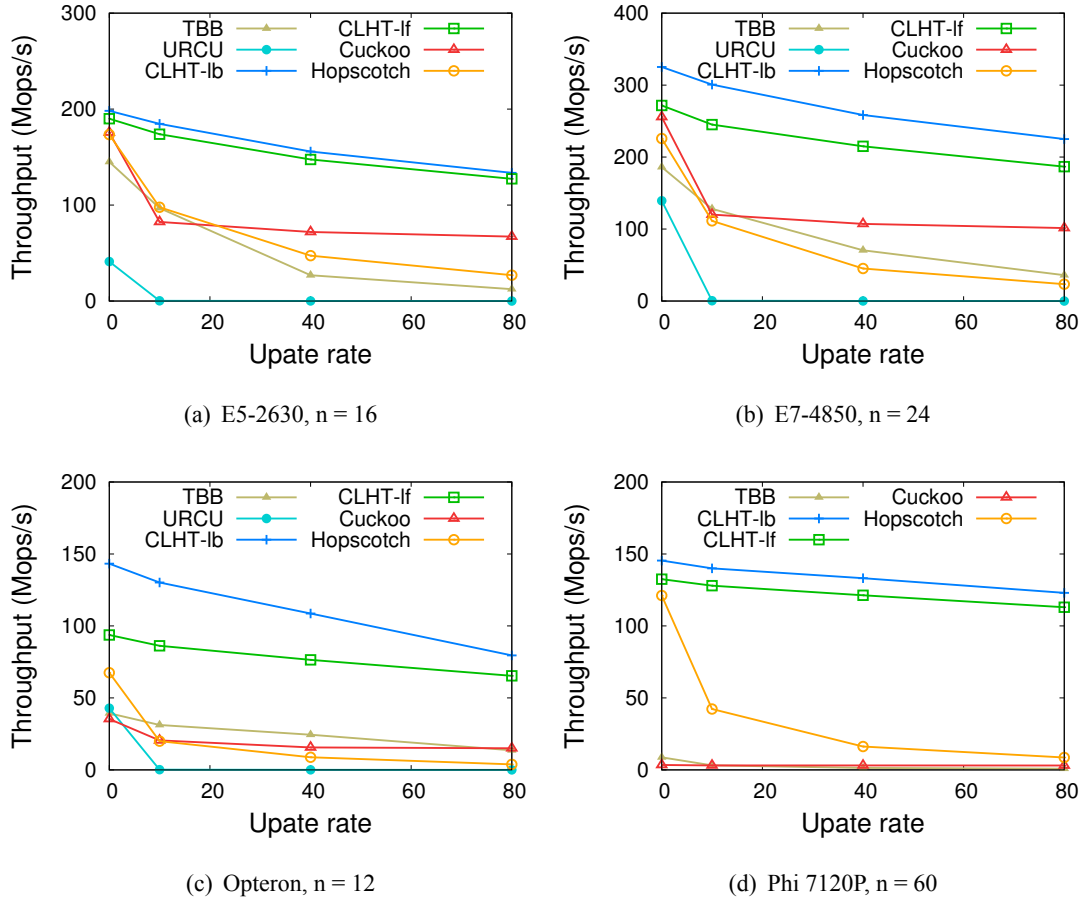 300
200
100
0
Throughput (Mops/s)
TBB
URCU
CLHT-lb
CLHT-lf
Cuckoo
Hopscotch
0 20 40 60 80
Upate rate
(a) E5-2630, n = 16
400
300
200
100
0
Throughput (Mops/s)
TBB
URCU
CLHT-lb
CLHT-lf
Cuckoo
Hopscotch
0 20 40 60 80
Upate rate
(b) E7-4850, n = 24
200
150
100
50
0
Throughput (Mops/s)
TBB
URCU
CLHT-lb
CLHT-lf
Cuckoo
Hopscotch
0 20 40 60 80
Upate rate
(c) Opteron, n = 12
200
150
100
50
0
Throughput (Mops/s)
TBB
CLHT-lb
CLHT-lf
Cuckoo
Hopscotch
0 20 40 60 80
Upate rate
(d) Phi 7120P, n = 60